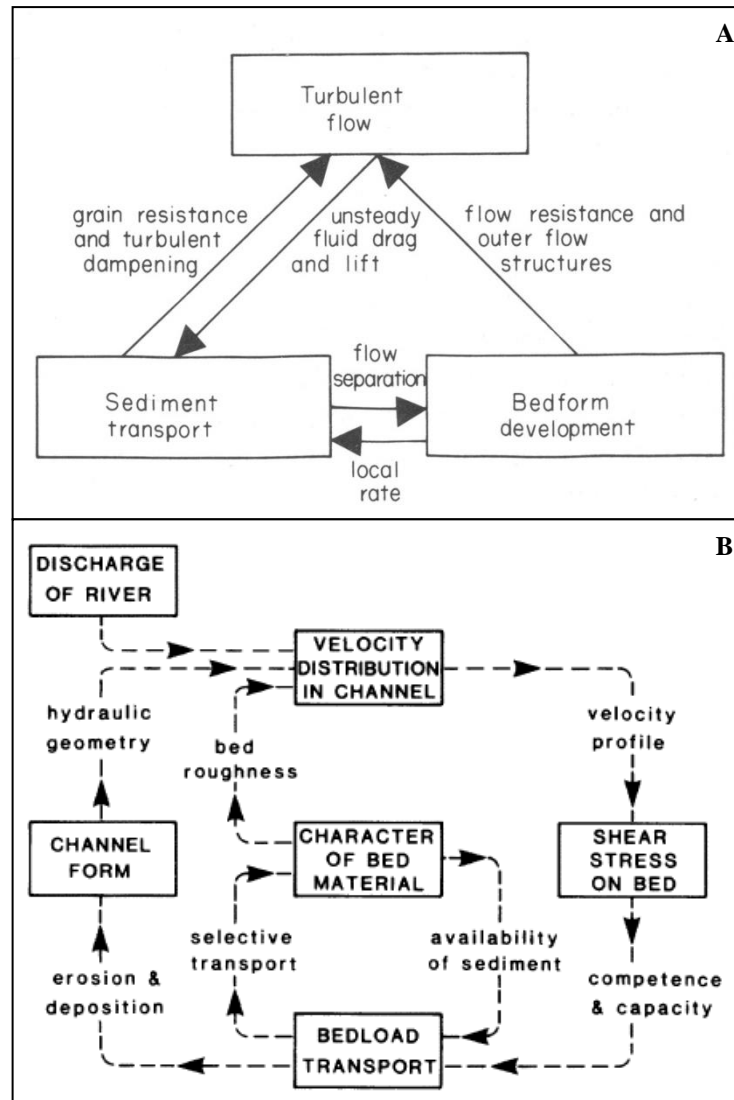 A
Turbulent
flow
grain resistance
and turbulent
dampening
unsteady
fluid drag
and lift
flow resistance and
outer flow
structures
Sediment
transport
flow
separation
Bedform
development
local
rate
B
DISCHARGE
OF RIVER
VELOCITY
DISTRIBUTION
IN CHANNEL
hydraulic
geometry
bed
roughness
velocity
profile
CHANNEL
FORM
CHARACTER
OF BED
MATERIAL
SHEAR
STRESS
ON BED
selective
transport
availability
of sediment
erosion &
deposition
competence
& capacity
BEDLOAD
TRANSPORT